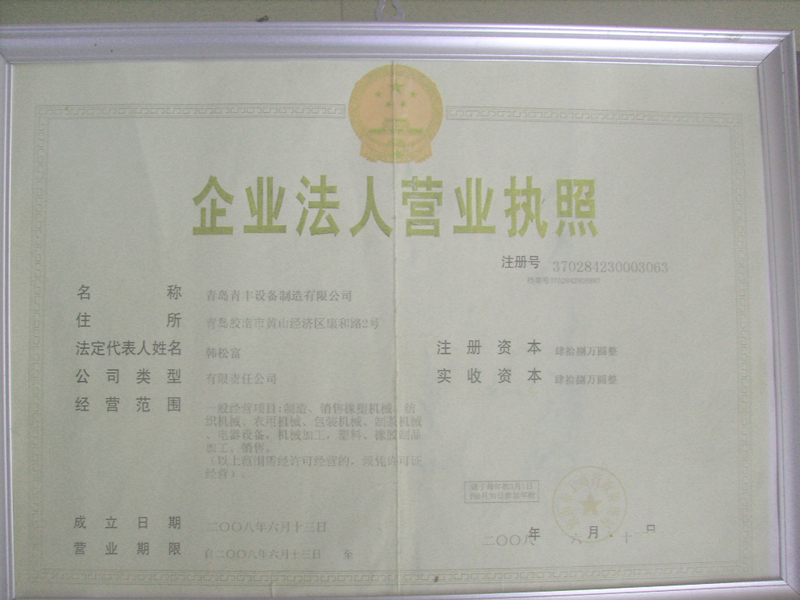 企业法人营业执照
注册号 370284230003063
名称 青岛青丰设备制造有限公司
住所 青岛胶南市黄山经济区康和路2号
法定代表人姓名 韩松富
注册资本 肆拾捌万圆整
公司类型 有限责任公司
实收资本 肆拾捌万圆整
经营范围 一般经营项目:制造、销售橡塑机械、纺
织机械、农用机械、包装机械、制茶机械
、电器设备,机械加工,塑料、橡胶制品
加工、销售。
(以上范围需经许可经营的,须凭许可证
经营)。
成立日期 二〇〇八年六月十三日
营业期限 自二〇〇八年六月十三日 至
二〇〇八年六月十 日